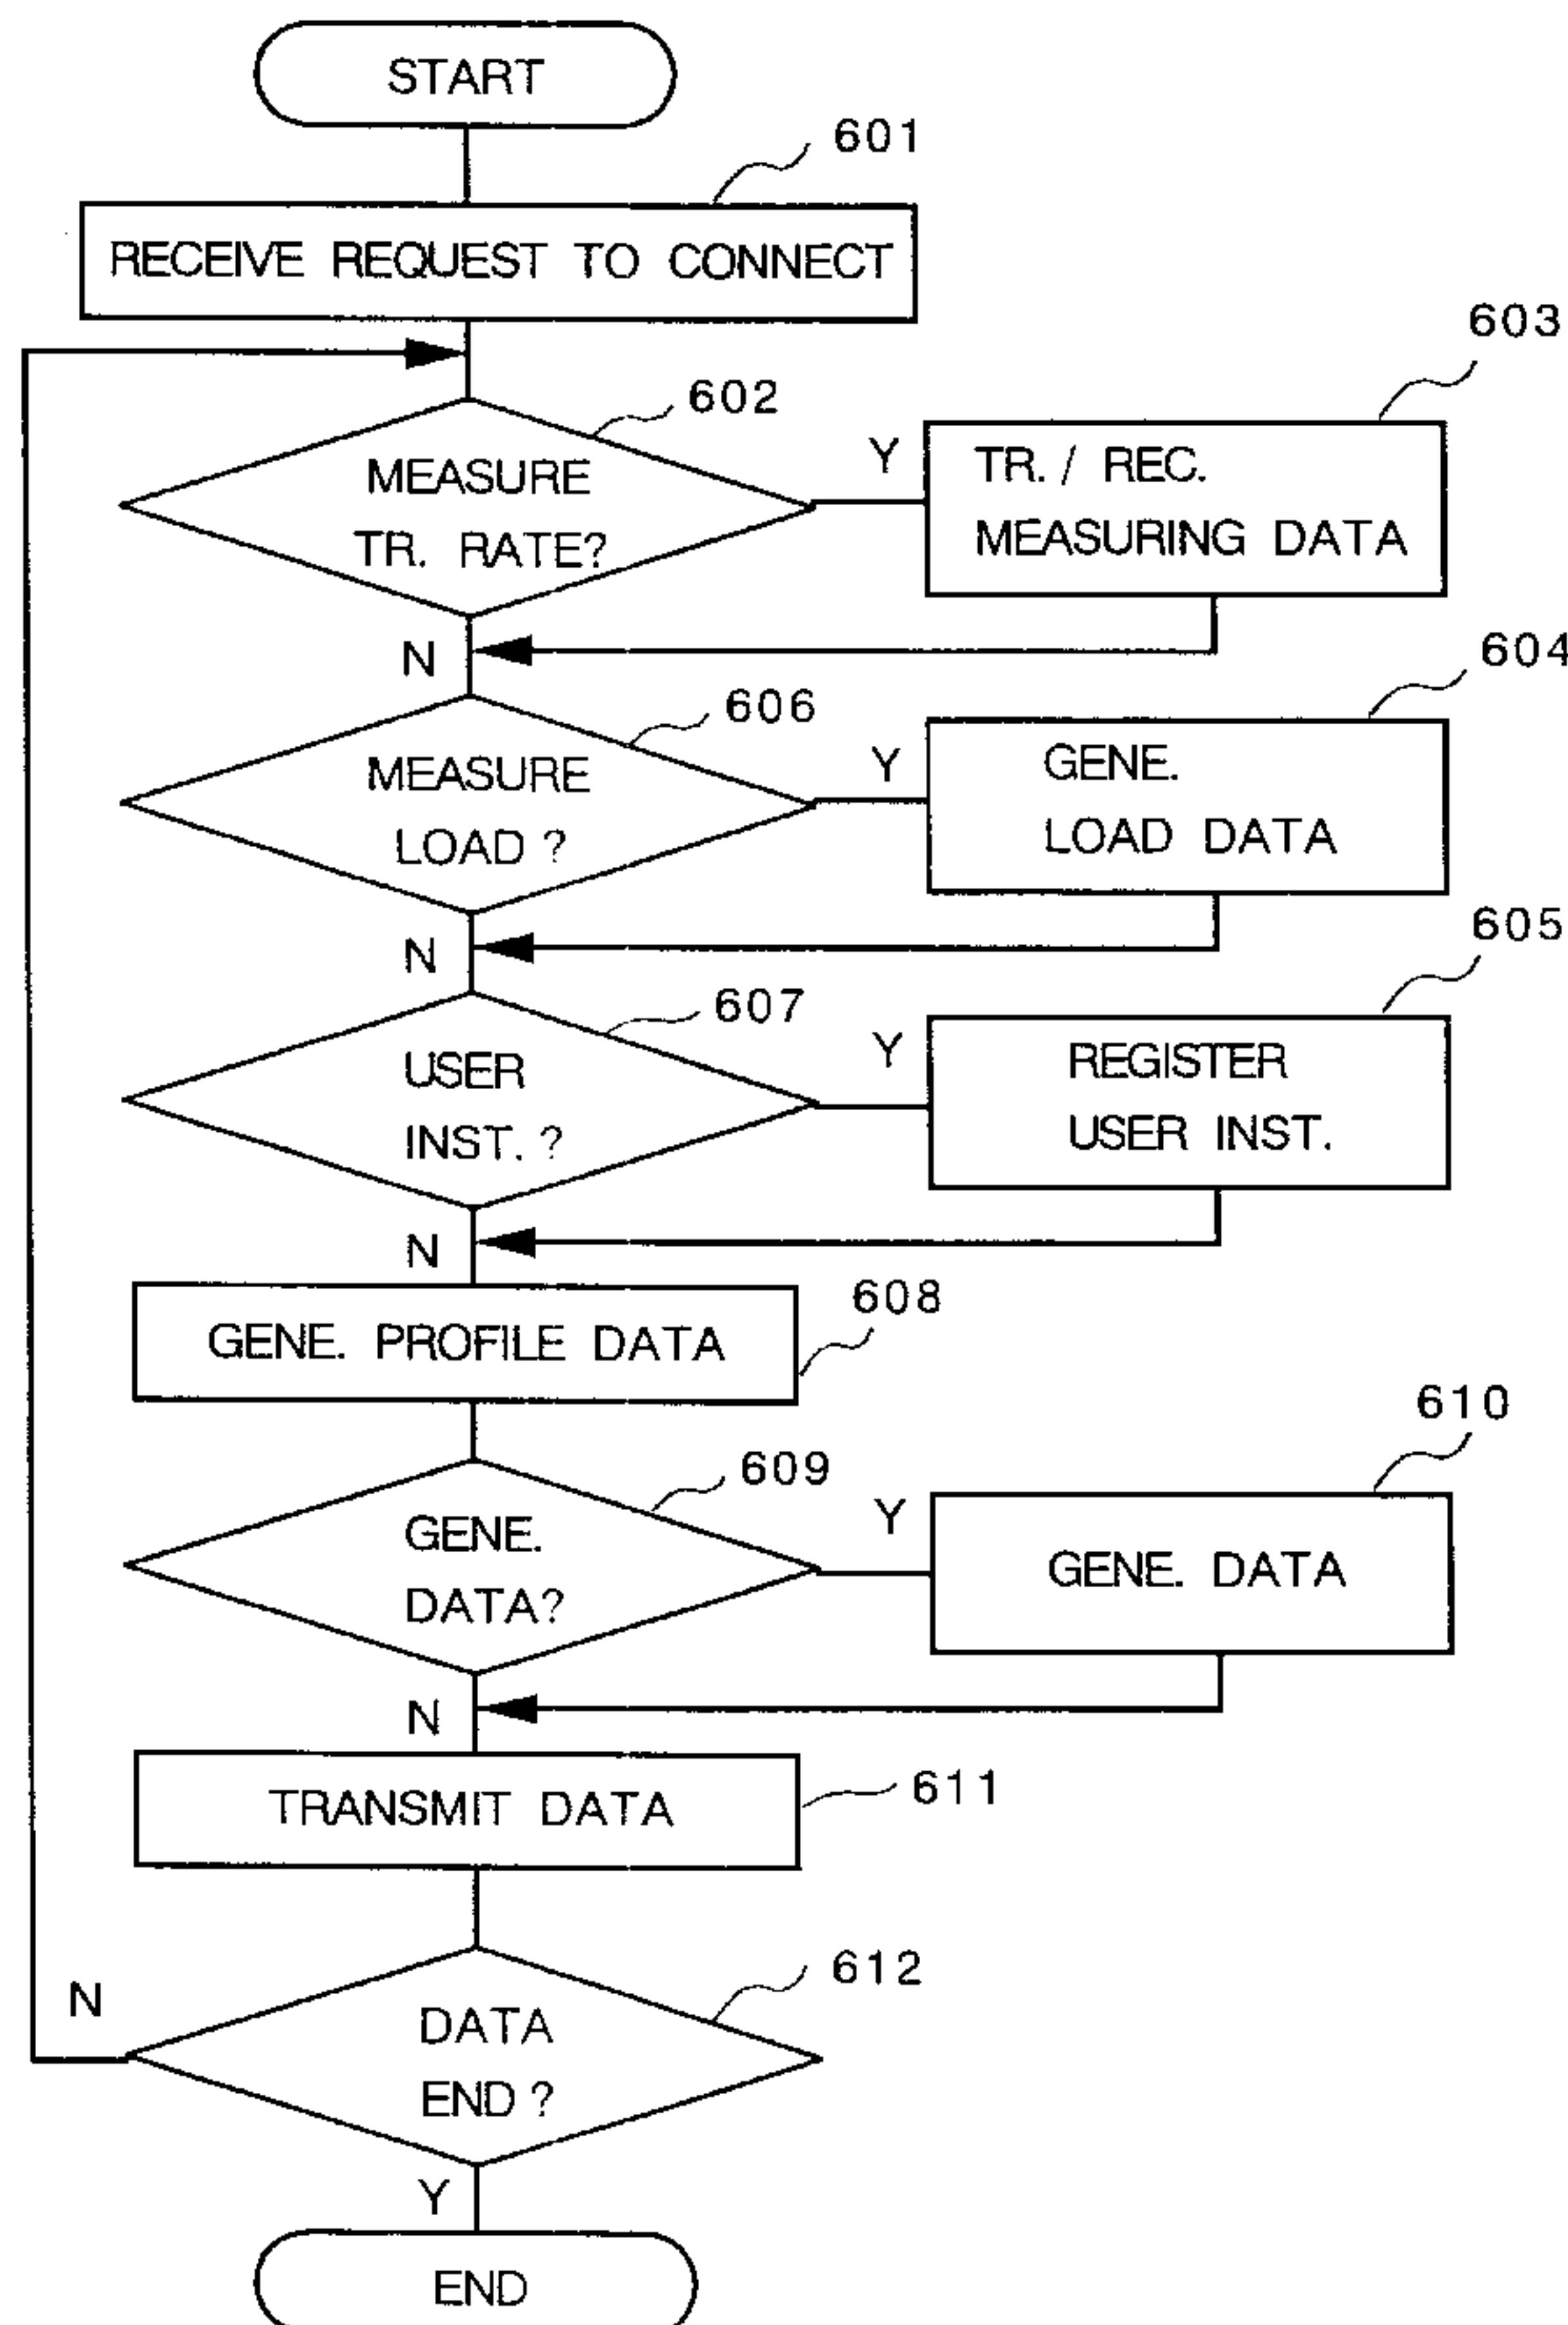 START
601
RECEIVE REQUEST TO CONNECT
602
MEASURE
TR. RATE?
Y
N
603
TR. / REC.
MEASURING DATA
606
MEASURE
LOAD ?
Y
N
604
GENE.
LOAD DATA
607
USER
INST. ?
Y
N
605
REGISTER
USER INST.
608
GENE. PROFILE DATA
609
GENE.
DATA?
Y
N
610
GENE. DATA
611
TRANSMIT DATA
612
DATA
END ?
N
Y
END